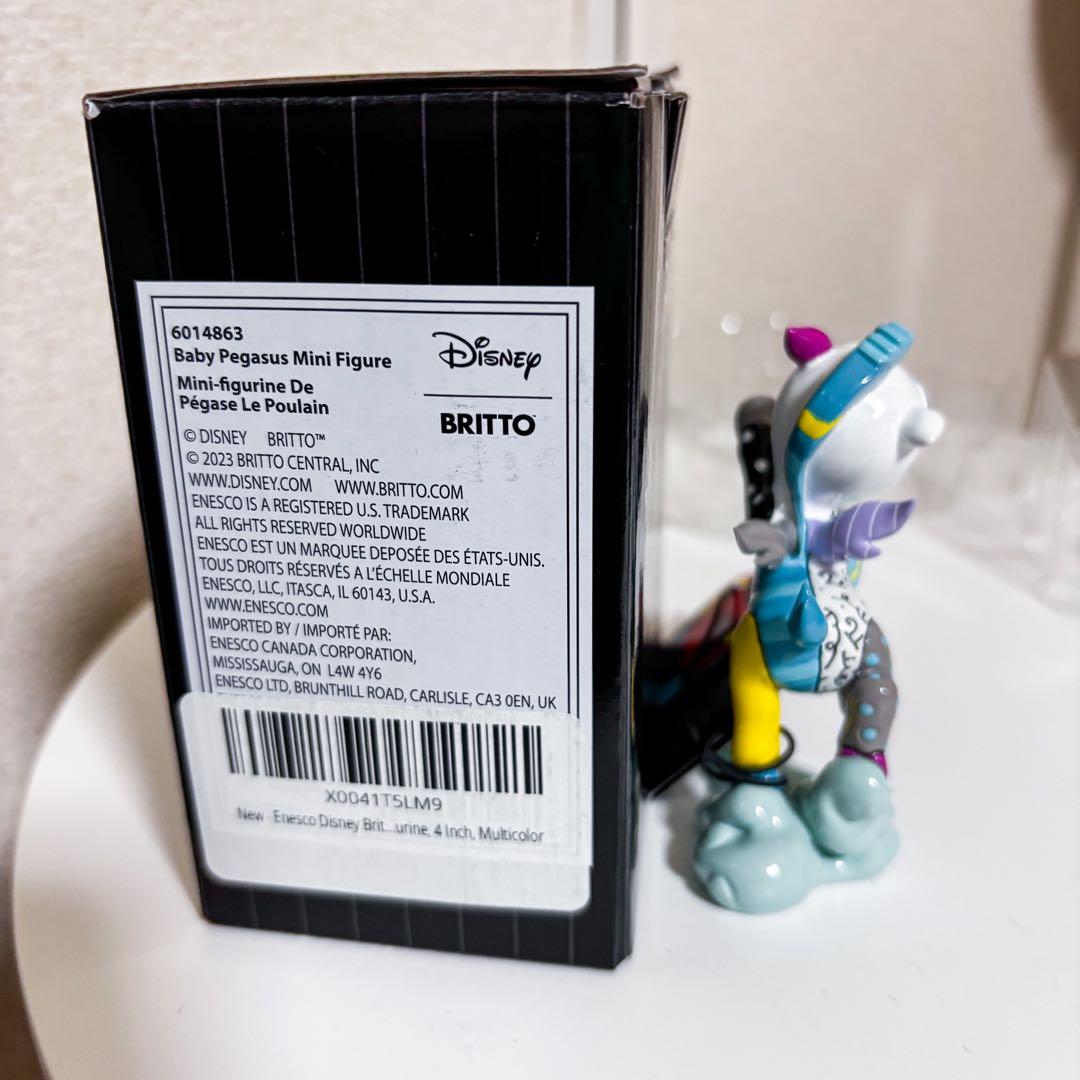 6014863
Baby Pegasus Mini Figure
Mini-figurine De
Pégase Le Poulain
Disney
BRITTO™
© DISNEY BRITTO™
© 2023 BRITTO CENTRAL, INC
WWW.DISNEY.COM WWW.BRITTO.COM
ENESCO IS A REGISTERED U.S. TRADEMARK
ALL RIGHTS RESERVED WORLDWIDE
ENESCO EST UN MARQUEE DEPOSÉE DES ÉTATS-UNIS.
TOUS DROITS RÉSERVÉS A L'ÉCHELLE MONDIALE
ENESCO, LLC, ITASCA, IL 60143, U.S.A.
WWW.ENESCO.COM
IMPORTED BY / IMPORTÉ PAR:
ENESCO CANADA CORPORATION,
MISSISSAUGA, ON L4W 4Y6
ENESCO LTD, BRUNTHILL ROAD, CARLISLE, CA3 0EN, UK
X0041T5LM9
New - Enesco Disney Brit...urine, 4 Inch, Multicolor